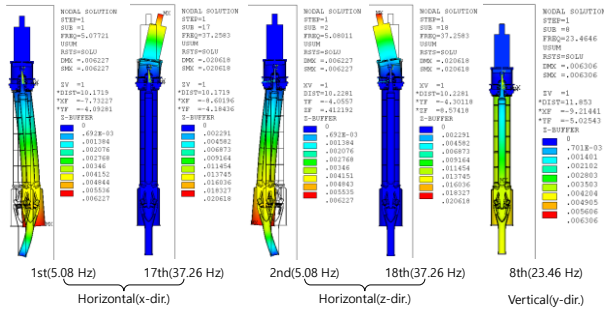 NODAL SOLUTION
STEP=1
SUB =1
FREQ=5.07721
USUM
RSYS=SOLU
DMX =.006227
SMX =.006227
ZV =1
*DIST=10.1719
*XF =-7.73227
*YF =-4.09281
Z-BUFFER
0
.692E-03
.001384
.002076
.002768
.00346
.004152
.004844
.005536
.006227
NODAL SOLUTION
STEP=1
SUB =17
FREQ=37.2583
USUM
RSYS=SOLU
DMX =.020618
SMX =.020618
ZV =1
*DIST=10.1719
*XF =-8.60196
*YF =-4.18436
Z-BUFFER
0
.002291
.004582
.006873
.009164
.011454
.013745
.016036
.018327
.020618
NODAL SOLUTION
STEP=1
SUB =2
FREQ=5.08011
USUM
RSYS=SOLU
DMX =.006227
SMX =.006227
XV =1
*DIST=10.2281
*YF =-4.0557
*ZF =.412192
Z-BUFFER
0
.692E-03
.001384
.002076
.002768
.00346
.004151
.004843
.005535
.006227
NODAL SOLUTION
STEP=1
SUB =18
FREQ=37.2583
USUM
RSYS=SOLU
DMX =.020618
SMX =.020618
XV =1
*DIST=10.2281
*YF =-4.30118
*ZF =0.57418
Z-BUFFER
0
.002291
.004582
.006873
.009164
.011454
.013745
.016036
.018327
.020618
NODAL SOLUTION
STEP=1
SUB =8
FREQ=23.4646
USUM
RSYS=SOLU
DMX =.006306
SMX =.006306
ZV =1
*DIST=11.853
*XF =-9.21441
*YF =-5.02543
Z-BUFFER
0
.701E-03
.001401
.002102
.002803
.003503
.004204
.004905
.005606
.006306
MX
MX
1st(5.08 Hz) 17th(37.26 Hz) 2nd(5.08 Hz) 18th(37.26 Hz) 8th(23.46 Hz)
Horizontal(x-dir.) Horizontal(z-dir.) Vertical(y-dir.)